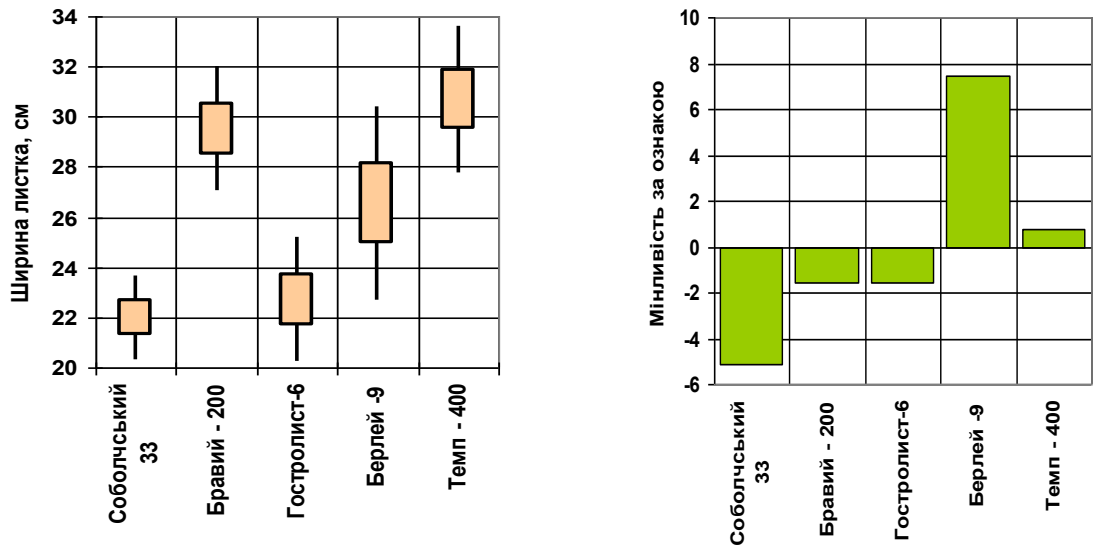 Ширина листка, см
34
32
30
28
26
24
22
20
Соболчський
33
Бравий - 200
Гостролист-6
Берлей -9
Темп - 400
Мінливість за ознакою
10
8
6
4
2
0
-2
-4
-6
Соболчський
33
Бравий - 200
Гостролист-6
Берлей -9
Темп - 400